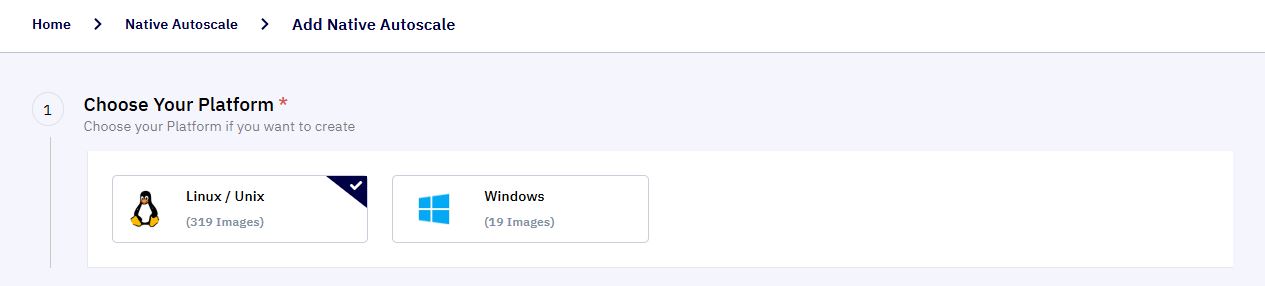 Home > Native Autoscale > Add Native Autoscale
1 Choose Your Platform *
Choose your Platform if you want to create
Linux / Unix
(319 Images)
Windows
(19 Images)